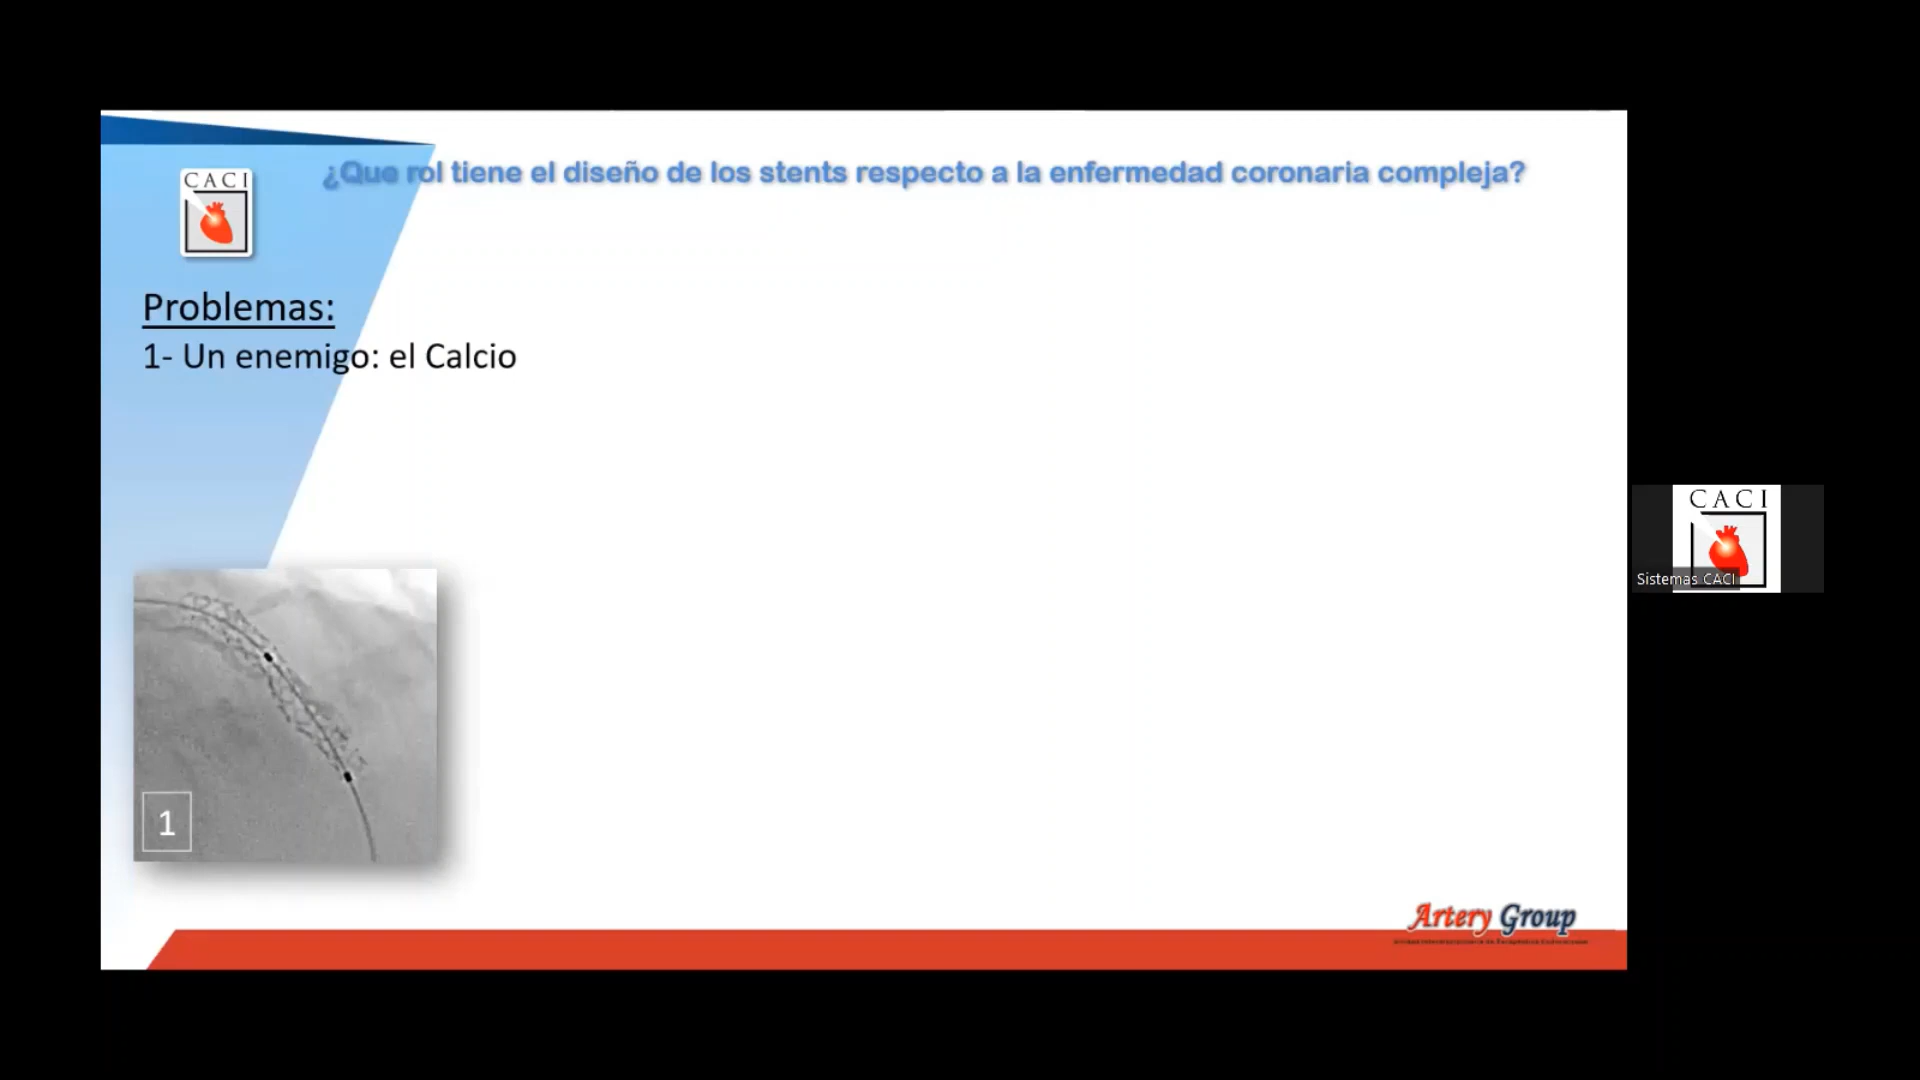 ¿Que rol tiene el diseño de los stents respecto a la enfermedad coronaria compleja?
CACI
Problemas:
1- Un enemigo: el Calcio
CACI
Sistemas CACI
1
Artery Group